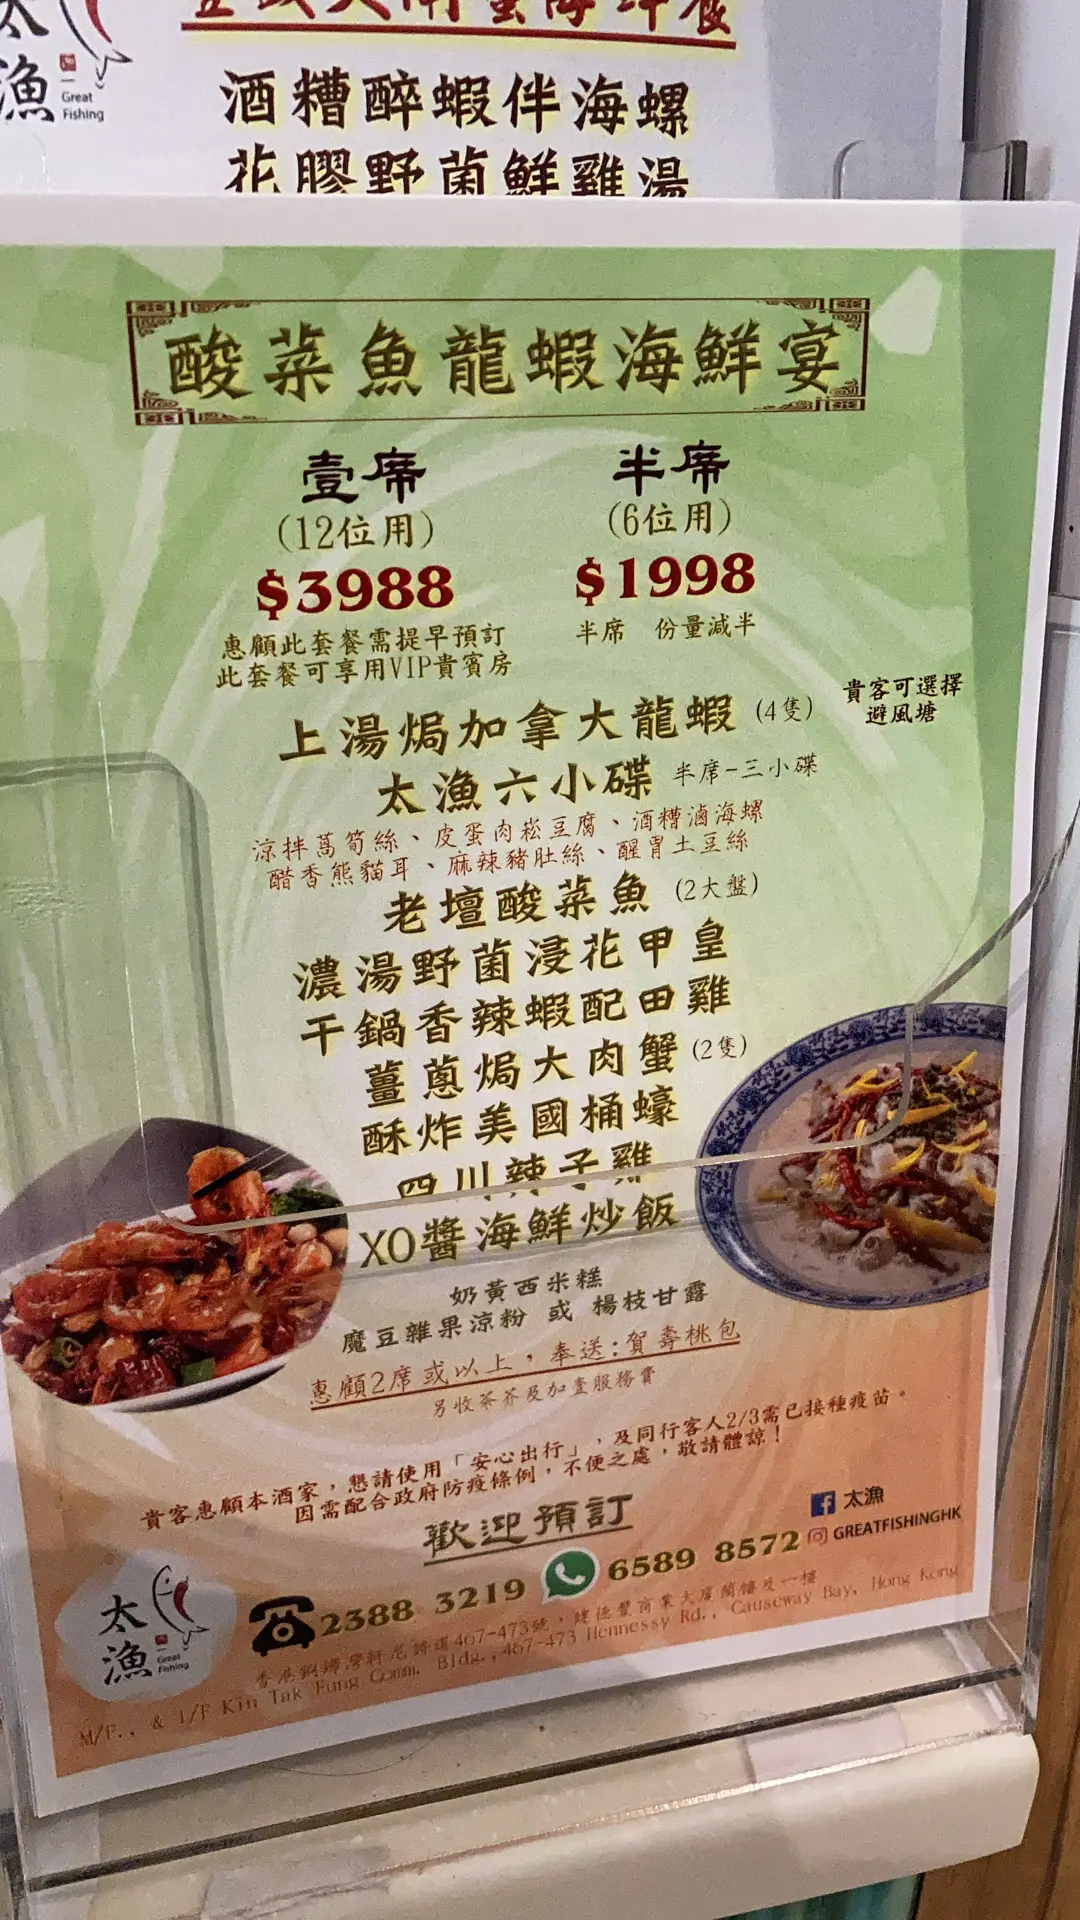 太漁
Great
Fishing
酒糟醉蝦伴海螺
花膠野菌鮮雞湯
酸菜魚龍蝦海鮮宴
壹席 半席
(12位用) (6位用)
$3988 $1998
惠顧此套餐需提早預訂 半席 份量減半
此套餐可享用VIP貴賓房
上湯焗加拿大龍蝦 (4隻) 貴客可選擇
避風塘
太漁六小碟 半席-三小碟
涼拌萵筍絲、皮蛋肉崧豆腐、酒糟滷海螺
醋香熊貓耳、麻辣豬肚絲、醒胃土豆絲
老壇酸菜魚 (2大盤)
濃湯野菌浸花甲皇
干鍋香辣蝦配田雞
薑蔥焗大肉蟹 (2隻)
酥炸美國桶蠔
四川辣子雞
XO醬海鮮炒飯
奶黃西米糕
魔豆雜果涼粉 或 楊枝甘露
惠顧2席或以上，奉送:賀壽桃包
另收茶芥及加壹服務費
貴客惠顧本酒家，懇請使用「安心出行」，及同行客人2/3需已接種疫苗。
因需配合政府防疫條例，不便之處，敬請體諒！
歡迎預訂
太漁
GREATFISHINGHK
2388 3219 6589 8572
太漁
Great
Fishing
香港銅鑼灣軒尼詩道467-473號，建德豐商業大廈閣樓及一樓
M/F., & 1/F Kin Tak Fung Comm. Bldg.,467-473 Hennessy Rd., Causeway Bay, Hong Kong